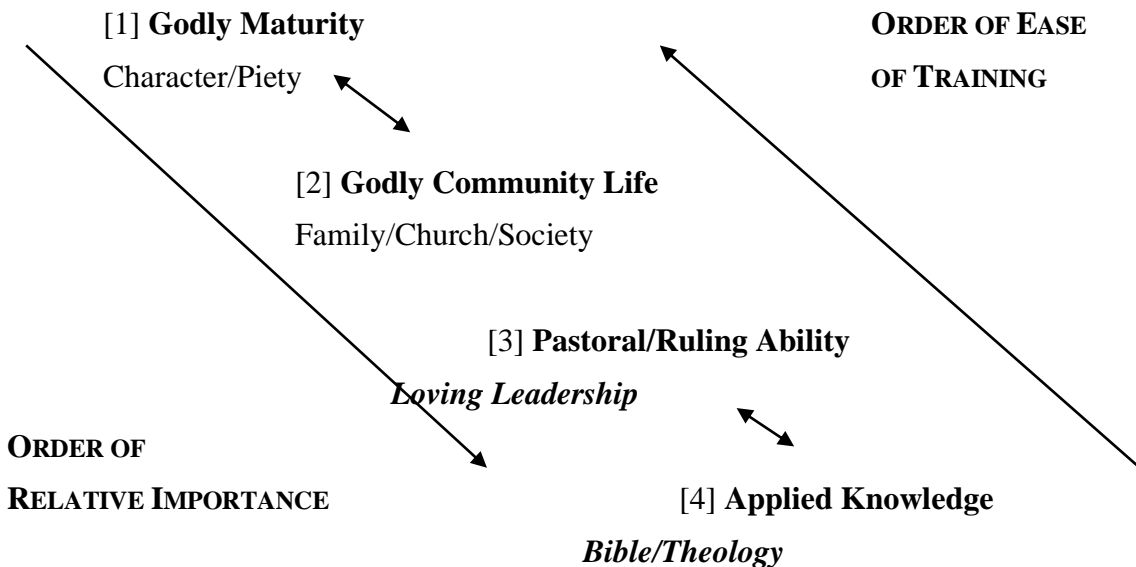 [1] Godly Maturity
Character/Piety
ORDER OF EASE
OF TRAINING
[2] Godly Community Life
Family/Church/Society
[3] Pastoral/Ruling Ability
Loving Leadership
ORDER OF
RELATIVE IMPORTANCE
[4] Applied Knowledge
Bible/Theology